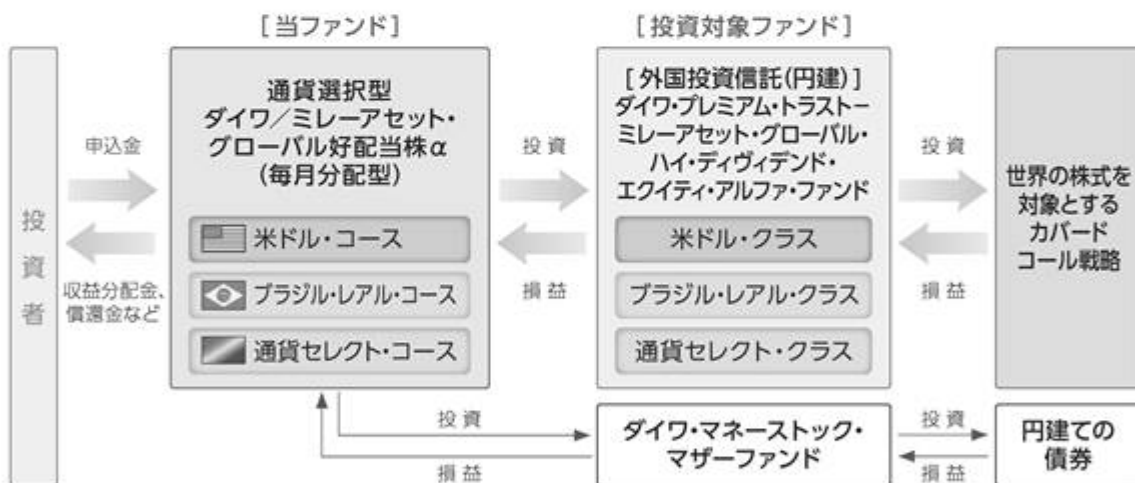 [当ファンド]
[投資対象ファンド]
投資者
申込金
収益分配金、
償還金など
通貨選択型
ダイワ／ミレーアセット・
グローバル好配当株α
(毎月分配型)
米ドル・コース
ブラジル・レアル・コース
通貨セレクト・コース
投資
損益
[外国投資信託(円建)]
ダイワ・プレミアム・トラスト－
ミレーアセット・グローバル・
ハイ・ディヴィデンド・
エクイティ・アルファ・ファンド
米ドル・クラス
ブラジル・レアル・クラス
通貨セレクト・クラス
投資
損益
世界の株式を
対象とする
カバード
コール戦略
投資
損益
ダイワ・マネーストック・
マザーファンド
投資
損益
円建ての
債券